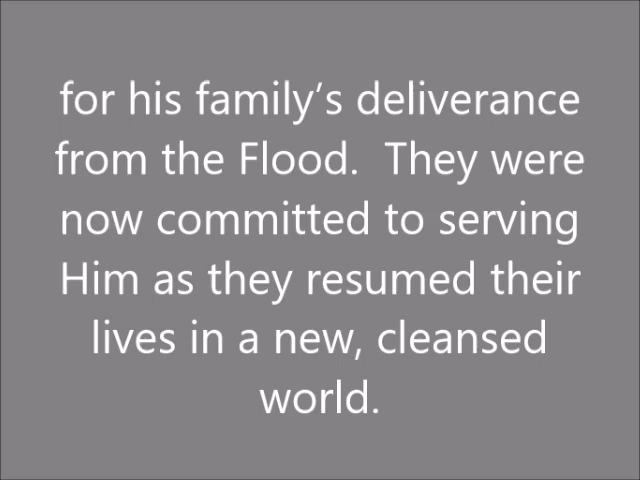 for his family’s deliverance
from the Flood.  They were
now committed to serving
Him as they resumed their
lives in a new, cleansed
world.